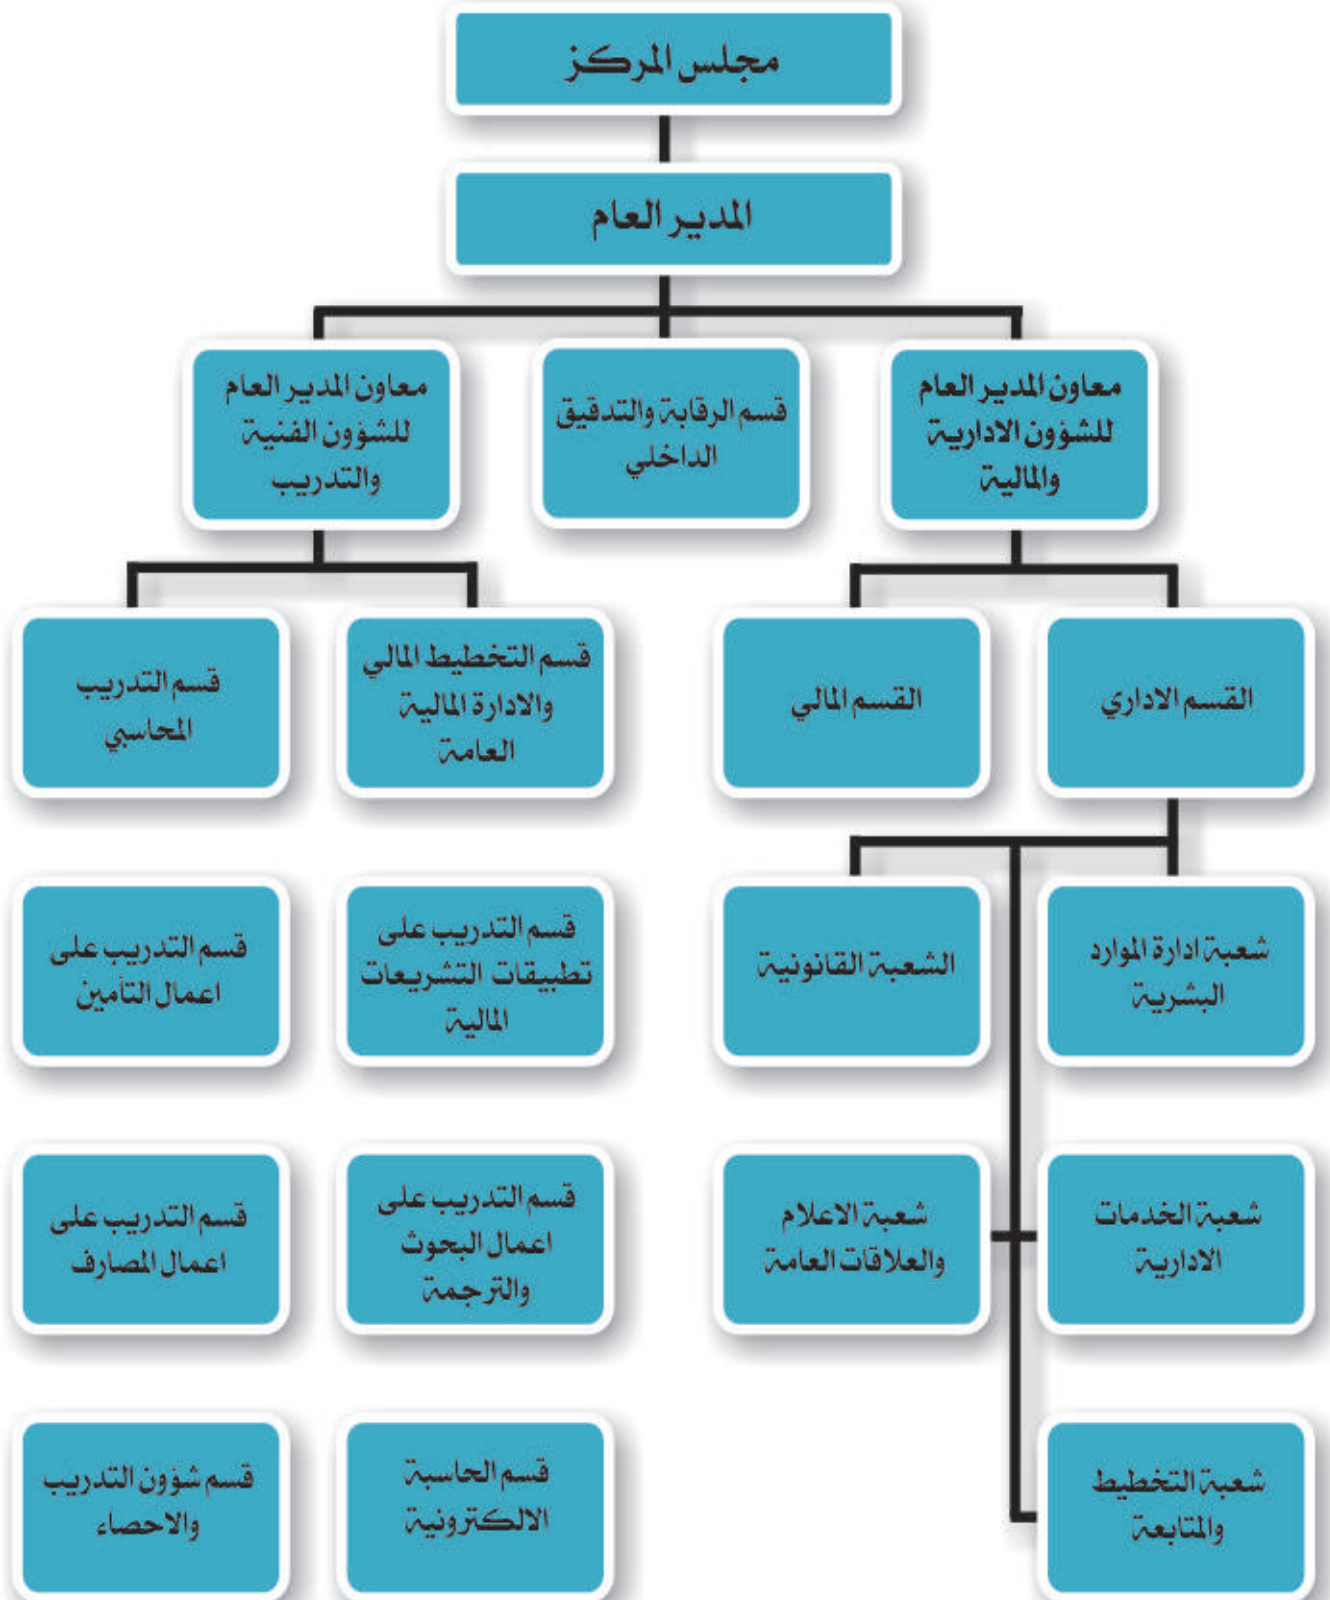 مجلس المركز
المدير العام
معاون المدير العام
للشؤون الادارية
والمالية
قسم الرقابة والتدقيق
الداخلي
معاون المدير العام
للشؤون الفنية
والتدريب
القسم الاداري
القسم المالي
قسم التخطيط المالي
والادارة المالية
العامة
قسم التدريب
المحاسبي
شعبة ادارة الموارد
البشرية
الشعبة القانونية
قسم التدريب على
تطبيقات التشريعات
المالية
قسم التدريب على
اعمال التأمين
شعبة الخدمات
الادارية
شعبة الاعلام
والعلاقات العامة
قسم التدريب على
اعمال البحوث
والترجمة
قسم التدريب على
اعمال المصارف
شعبة التخطيط
والمتابعة
قسم الحاسبة
الالكترونية
قسم شؤون التدريب
والاحصاء